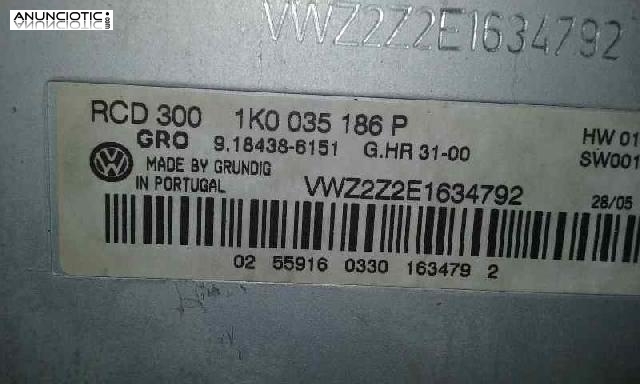 ANUNCIOTIC.es
VWZ2Z2E1634792
RCD 300 1K0 035 186 P
GRO 9.18438-6151 G.HR 31-00
HW 01
SW001
MADE BY GRUNDIG
IN PORTUGAL
VWZ2Z2E1634792
28/05
02 55916 0330 163479 2